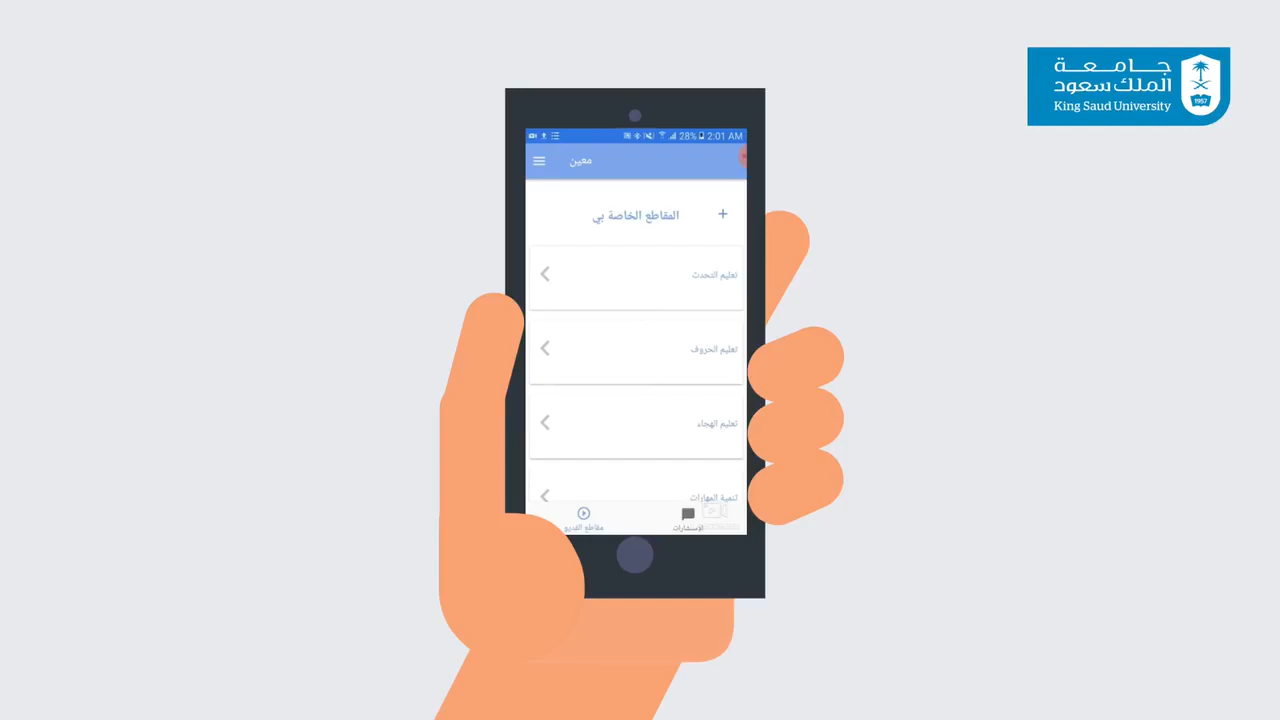 جامعة
الملك سعود
King Saud University
1957
28% 2:01 AM
معين
المقاطع الخاصة بي
+
تعليم التحدث
تعليم الحروف
تعليم الهجاء
تنمية المهارات
مقاطع الفديو
الإستشارات